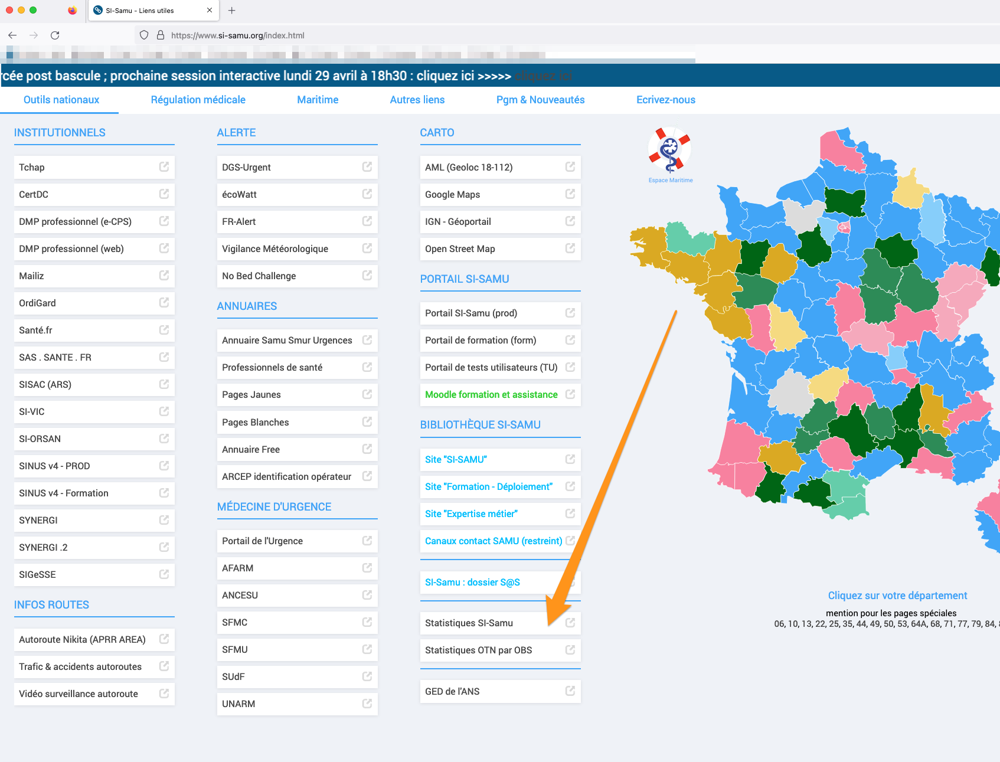 SI-Samu - Liens utiles
https://www.si-samu.org/index.html
rcée post bascule ; prochaine session interactive lundi 29 avril à 18h30 : cliquez ici >>>>> cliquez ici
Outils nationaux
Régulation médicale
Maritime
Autres liens
Pgm & Nouveautés
Ecrivez-nous
INSTITUTIONNELS
Tchap
CertDC
DMP professionnel (e-CPS)
DMP professionnel (web)
Mailiz
OrdiGard
Santé.fr
SAS . SANTE . FR
SISAC (ARS)
SI-VIC
SI-ORSAN
SINUS v4 - PROD
SINUS v4 - Formation
SYNERGI
SYNERGI .2
SIGeSSE
INFOS ROUTES
Autoroute Nikita (APRR AREA)
Trafic & accidents autoroutes
Vidéo surveillance autoroute
ALERTE
DGS-Urgent
écoWatt
FR-Alert
Vigilance Météorologique
No Bed Challenge
ANNUAIRES
Annuaire Samu Smur Urgences
Professionnels de santé
Pages Jaunes
Pages Blanches
Annuaire Free
ARCEP identification opérateur
MÉDECINE D'URGENCE
Portail de l'Urgence
AFARM
ANCESU
SFMC
SFMU
SUdF
UNARM
CARTO
AML (Geoloc 18-112)
Google Maps
IGN - Géoportail
Open Street Map
PORTAIL SI-SAMU
Portail SI-Samu (prod)
Portail de formation (form)
Portail de tests utilisateurs (TU)
Moodle formation et assistance
BIBLIOTHÈQUE SI-SAMU
Site "SI-SAMU"
Site "Formation - Déploiement"
Site "Expertise métier"
Canaux contact SAMU (restreint)
SI-Samu : dossier S@S
Statistiques SI-Samu
Statistiques OTN par OBS
GED de l'ANS
Espace Maritime
Cliquez sur votre département
mention pour les pages spéciales
06, 10, 13, 22, 25, 35, 44, 49, 50, 53, 64A, 68, 71, 77, 79, 84,